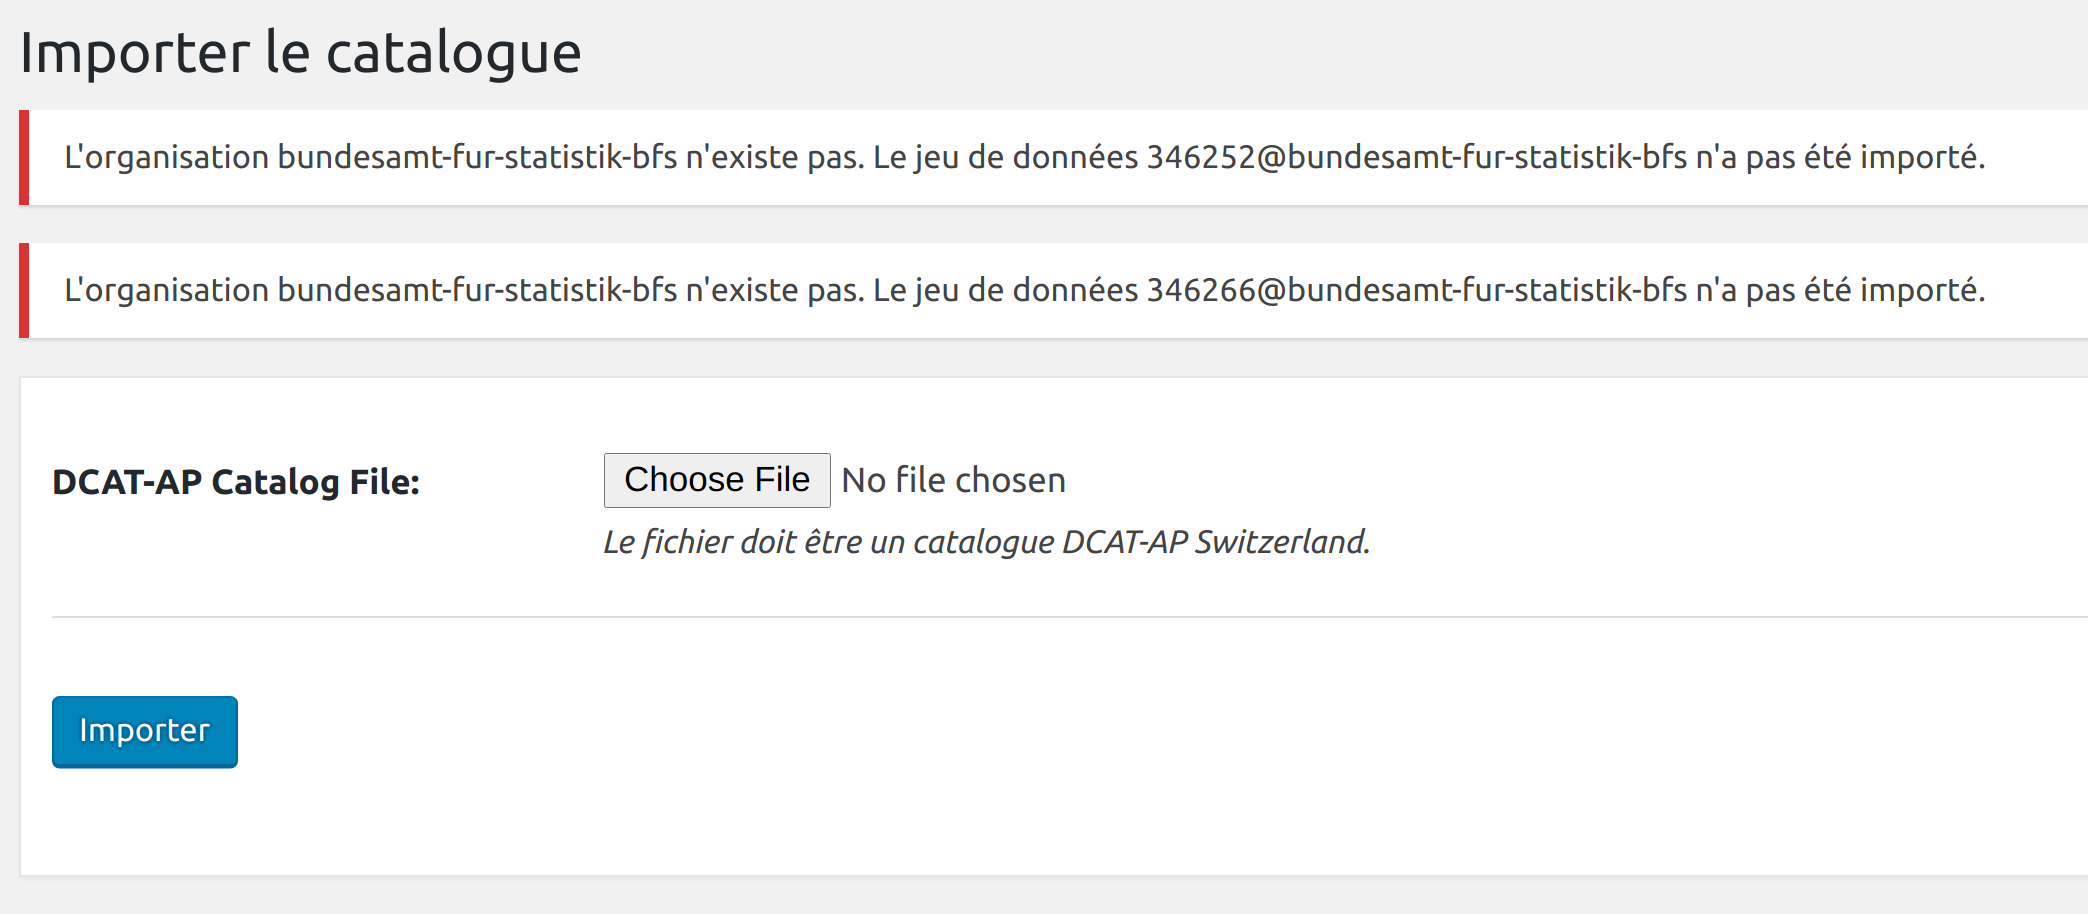 Importer le catalogue
L'organisation bundesamt-fur-statistik-bfs n'existe pas. Le jeu de données 346252@bundesamt-fur-statistik-bfs n'a pas été importé.
L'organisation bundesamt-fur-statistik-bfs n'existe pas. Le jeu de données 346266@bundesamt-fur-statistik-bfs n'a pas été importé.
DCAT-AP Catalog File: Choose File No file chosen
Le fichier doit être un catalogue DCAT-AP Switzerland.
Importer